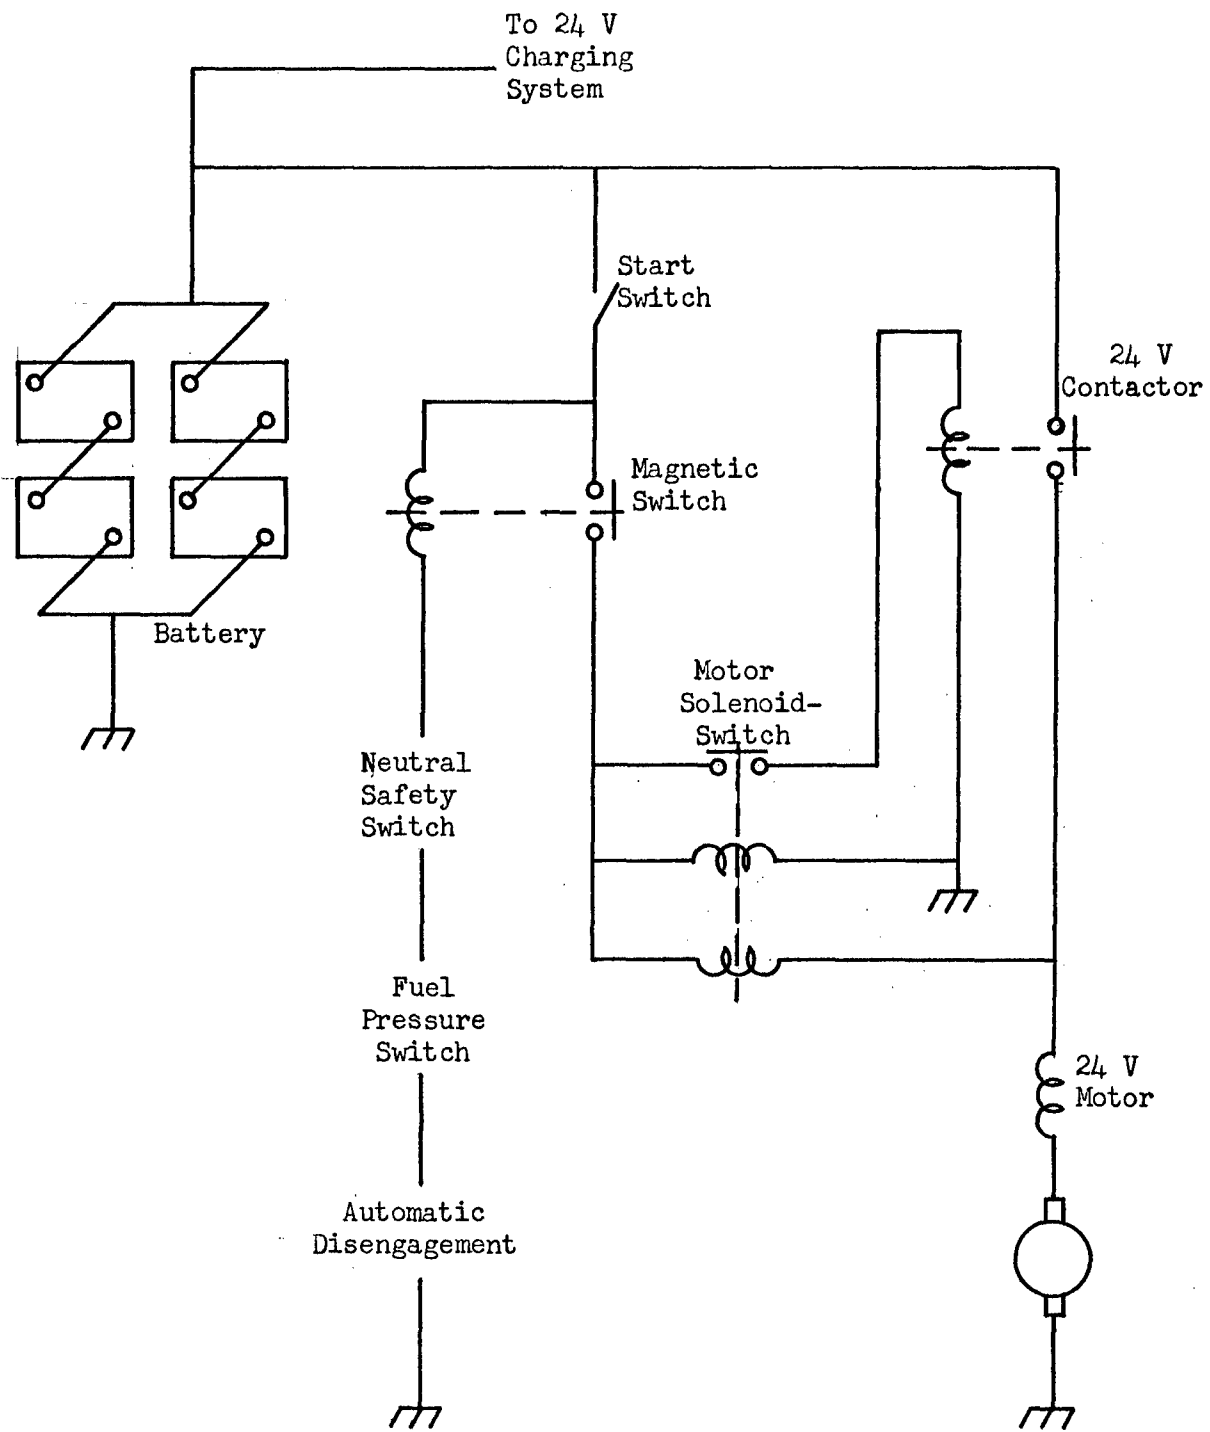 To 24 V
Charging
System
Start
Switch
24 V
Contactor
Magnetic
Switch
Battery
Motor
Solenoid-
Switch
Neutral
Safety
Switch
Fuel
Pressure
Switch
24 V
Motor
Automatic
Disengagement